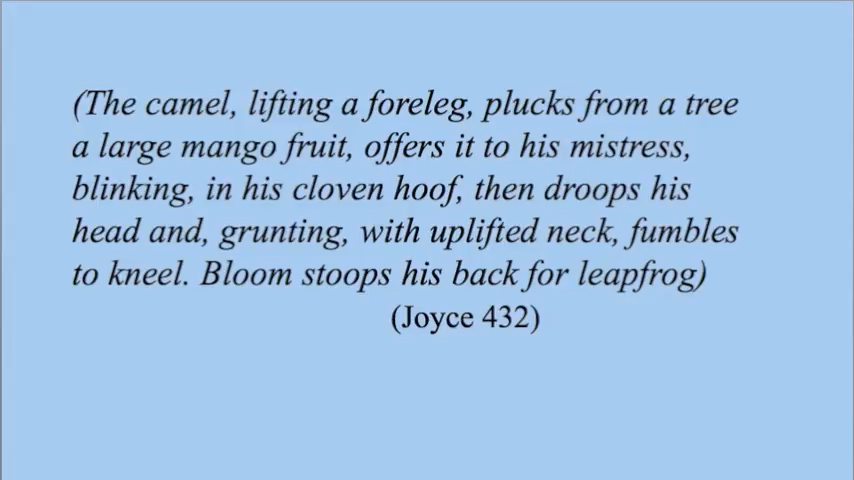 (The camel, lifting a foreleg, plucks from a tree
a large mango fruit, offers it to his mistress,
blinking, in his cloven hoof, then droops his
head and, grunting, with uplifted neck, fumbles
to kneel. Bloom stoops his back for leapfrog)
(Joyce 432)